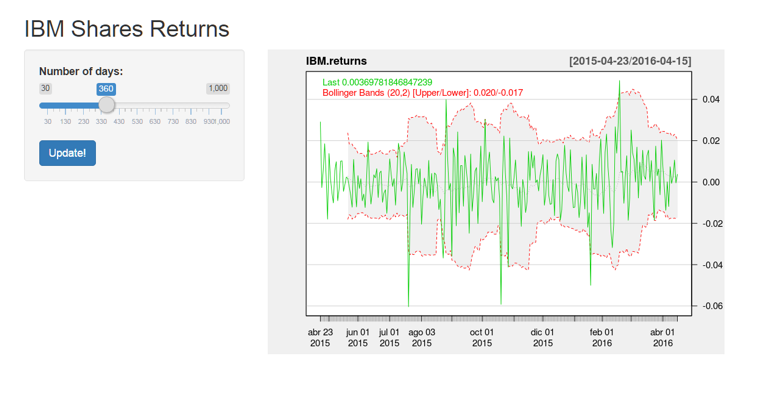 IBM Shares Returns
Number of days:
30 360 1,000
30 130 230 330 430 530 630 730 830 930 1,000
Update!
IBM.returns [2015-04-23/2016-04-15]
Last 0.00369781846847239
Bollinger Bands (20,2) [Upper/Lower]: 0.020/-0.017
0.04
0.02
0.00
-0.02
-0.04
-0.06
abr 23 jun 01 jul 01 ago 03 oct 01 dic 01 feb 01 abr 01
2015 2015 2015 2015 2015 2015 2016 2016